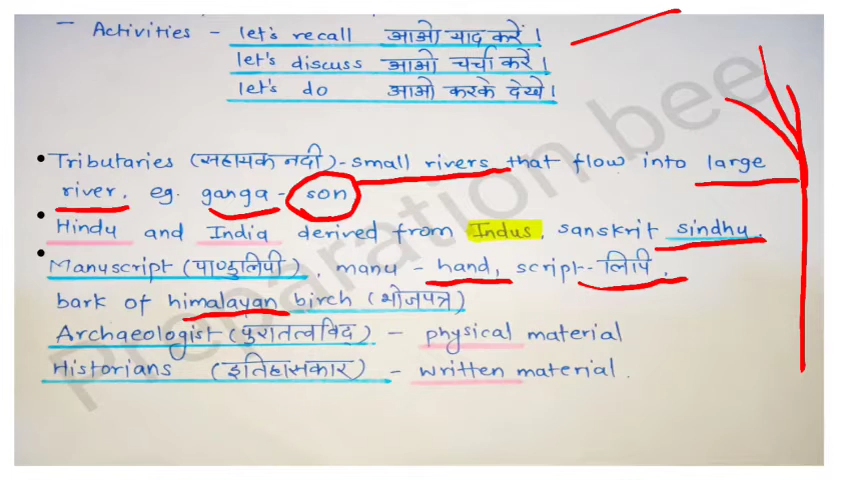 - Activities - let's recall आओ याद करें ।
let's discuss आओ चर्चा करें ।
let's do आओ करके देखे ।
• Tributaries (सहायक नदी) - small rivers that flow into large
river. eg. ganga - son
• Hindu and India derived from Indus, sanskrit sindhu.
• Manuscript (पाण्डुलिपी), manu - hand, script - लिपि,
bark of himalayan birch (भोजपत्र)
Archaeologist (पुरातत्वविद) - physical material
Historians (इतिहासकार) - written material.
Preparation bee